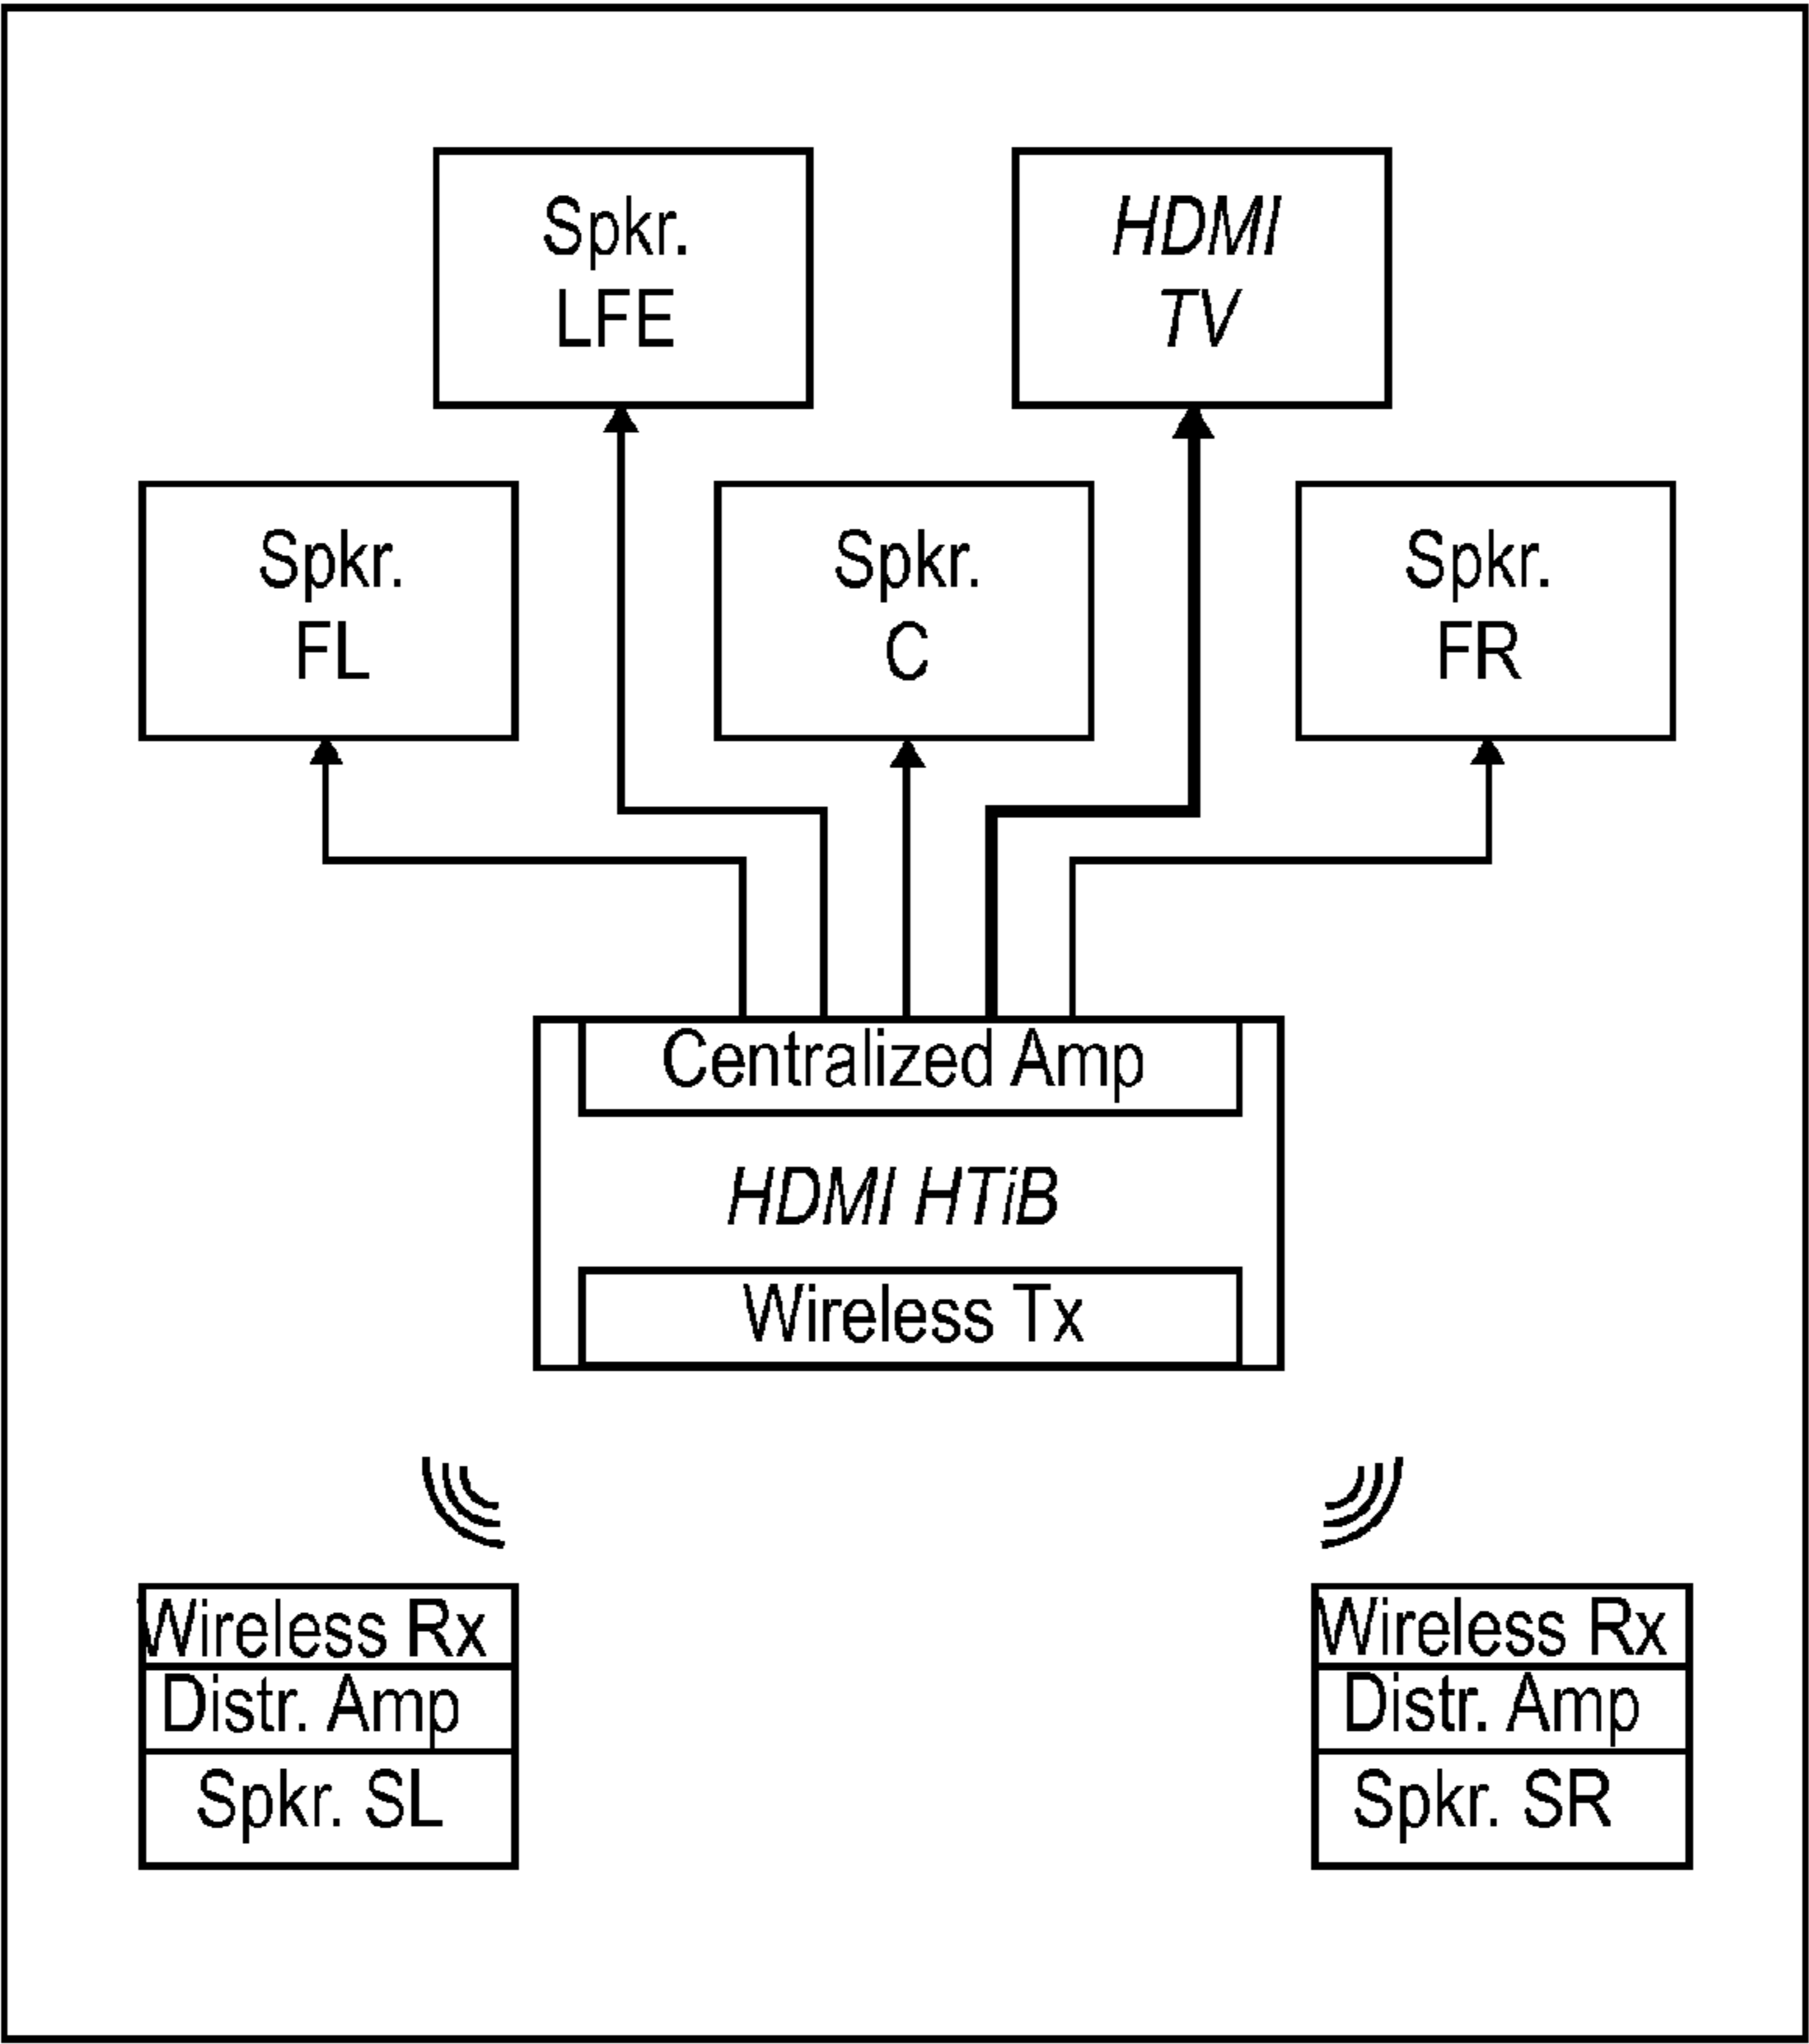 Spkr.
LFE
HDMI
TV
Spkr.
FL
Spkr.
C
Spkr.
FR
Centralized Amp
HDMI HTiB
Wireless Tx
Wireless Rx
Distr. Amp
Spkr. SL
Wireless Rx
Distr. Amp
Spkr. SR